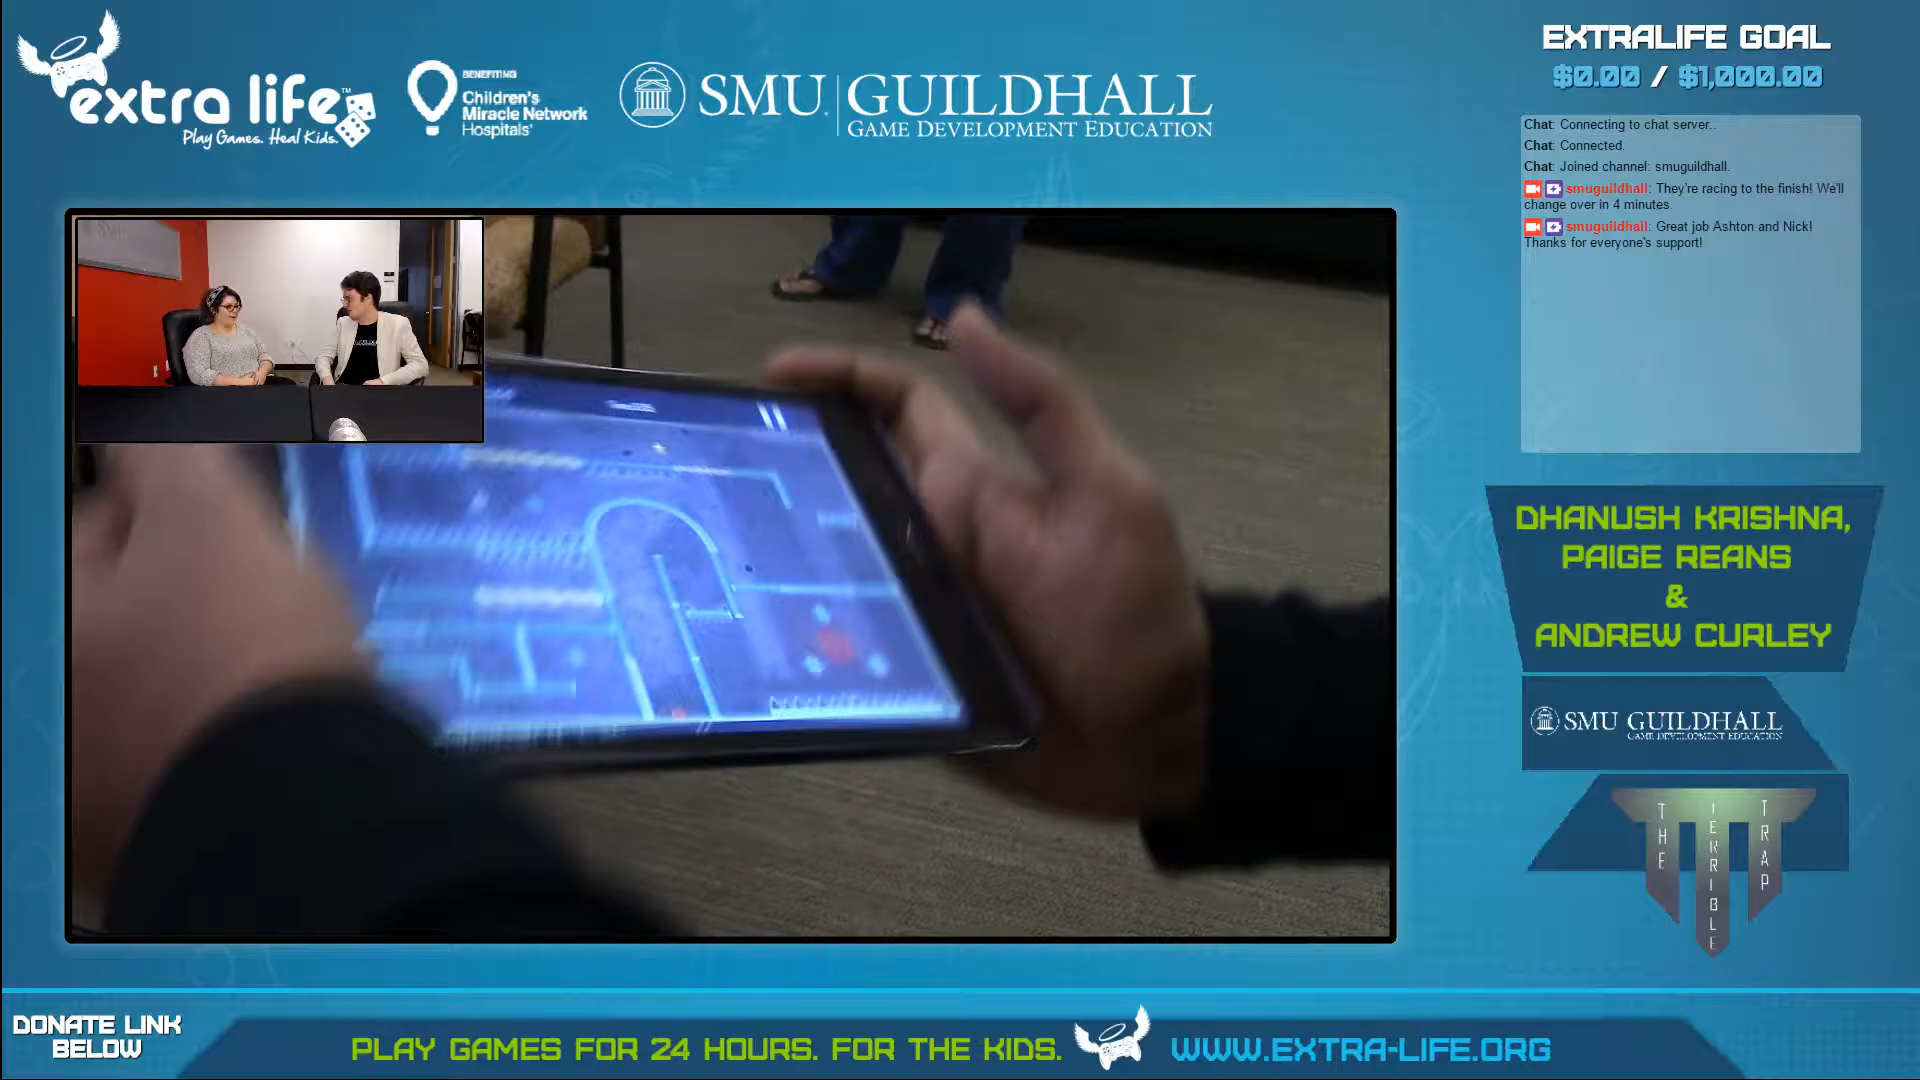 extra life™
Play Games. Heal Kids.
BENEFITING
Children's
Miracle Network
Hospitals®
SMU. GUILDHALL
GAME DEVELOPMENT EDUCATION
EXTRALIFE GOAL
$0.00 / $1,000.00
Chat: Connecting to chat server..
Chat: Connected.
Chat: Joined channel: smuguildhall.
smuguildhall: They're racing to the finish! We'll
change over in 4 minutes.
smuguildhall: Great job Ashton and Nick!
Thanks for everyone's support!
DHANUSH KRISHNA,
PAIGE REANS
&
ANDREW CURLEY
SMU GUILDHALL
GAME DEVELOPMENT EDUCATION
THE
TERRIBLE
TRAP
DONATE LINK
BELOW
PLAY GAMES FOR 24 HOURS. FOR THE KIDS.
WWW.EXTRA-LIFE.ORG